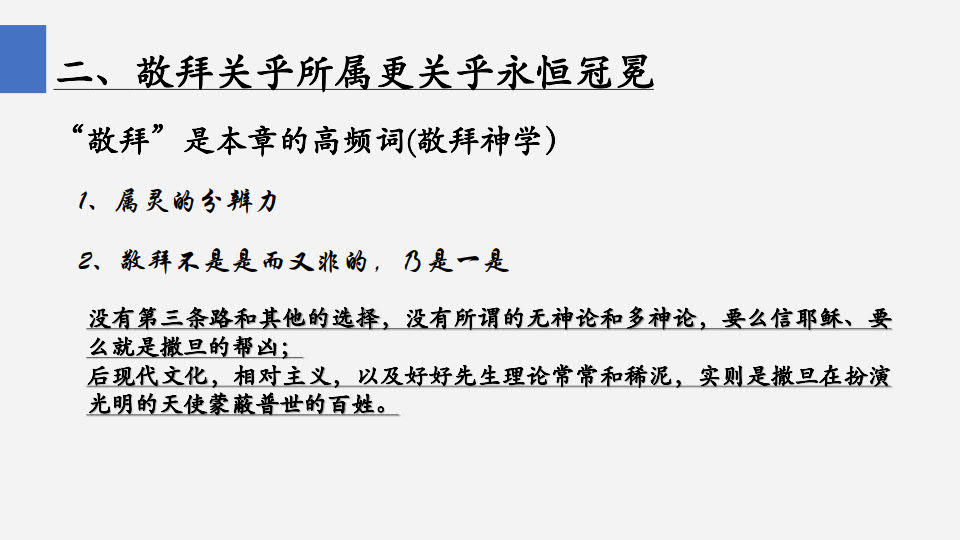 二、敬拜关乎所属更关乎永恒冠冕
“敬拜”是本章的高频词(敬拜神学）
1、属灵的分辨力
2、敬拜不是是而又非的，乃是一是
没有第三条路和其他的选择，没有所谓的无神论和多神论，要么信耶稣、要
么就是撒旦的帮凶；
后现代文化，相对主义，以及好好先生理论常常和稀泥，实则是撒旦在扮演
光明的天使蒙蔽普世的百姓。